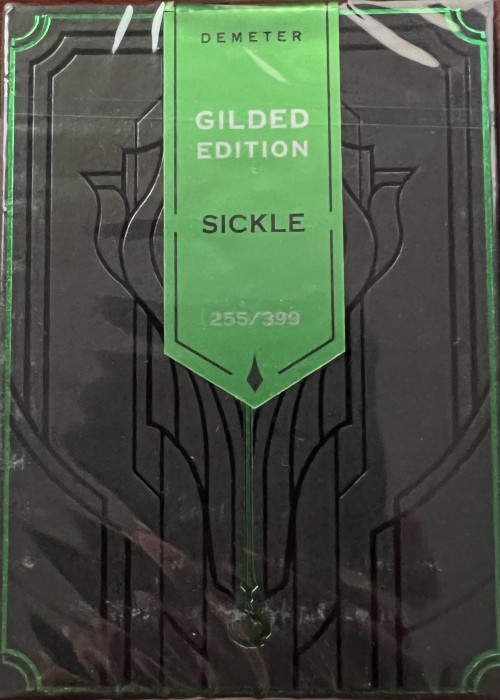 DEMETER
GILDED
EDITION
SICKLE
255/399